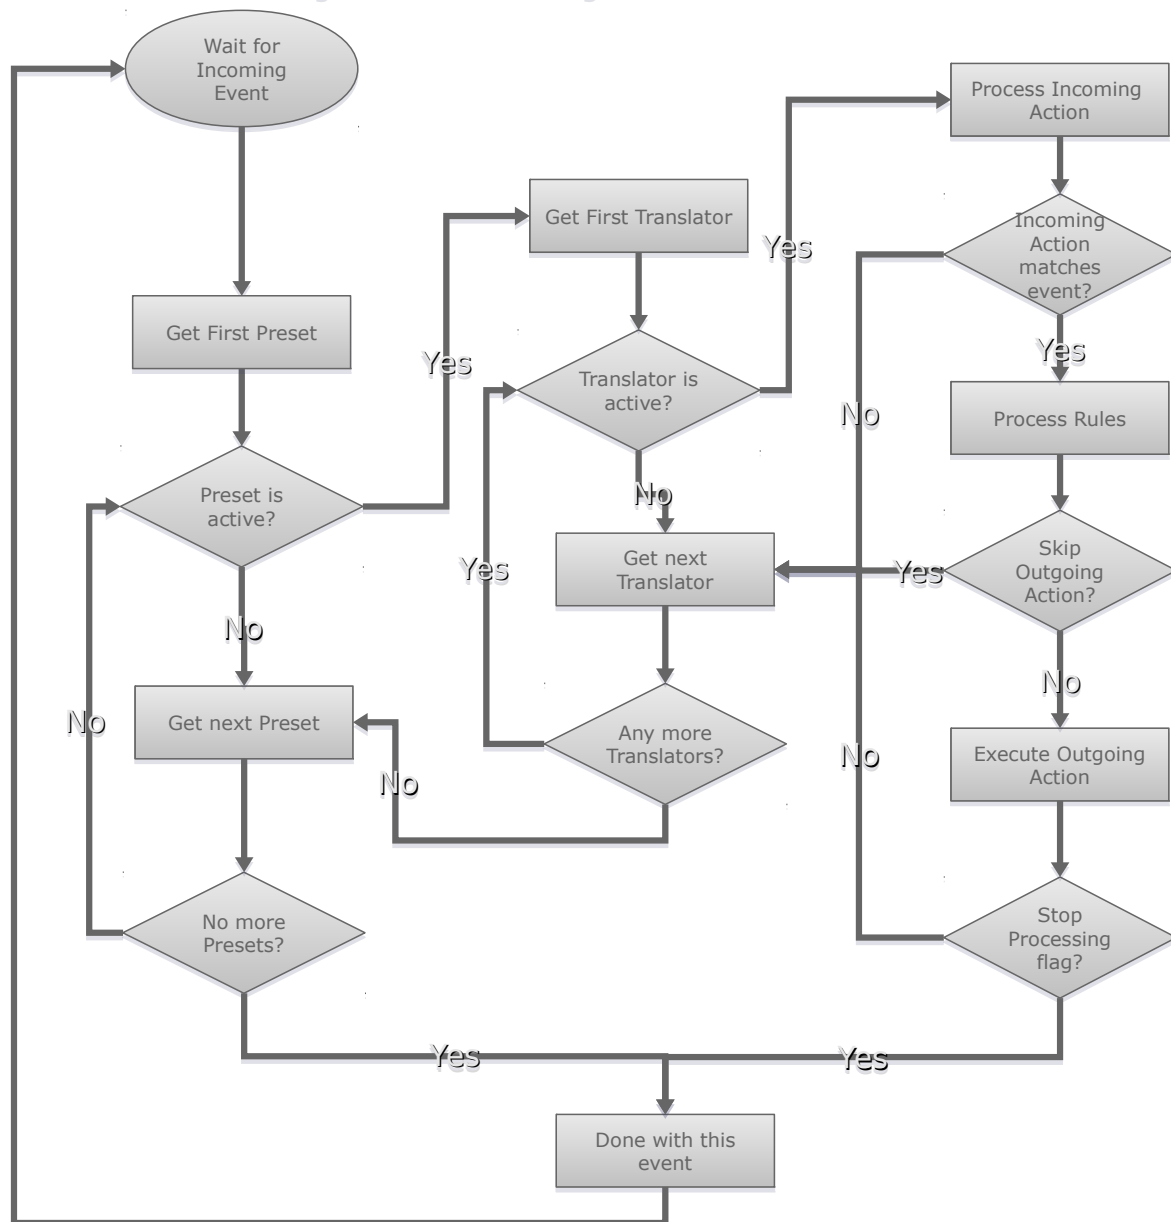 Wait for
Incoming
Event
Process Incoming
Action
Get First Translator
Yes
Incoming
Action
matches
event?
Get First Preset
Yes
Yes
Translator is
active?
No
Process Rules
Preset is
active?
No
Get next
Translator
Yes
Yes
Skip
Outgoing
Action?
No
No
Get next Preset
No
Any more
Translators?
No
No
Execute Outgoing
Action
No more
Presets?
Stop
Processing
flag?
Yes
Yes
Done with this
event